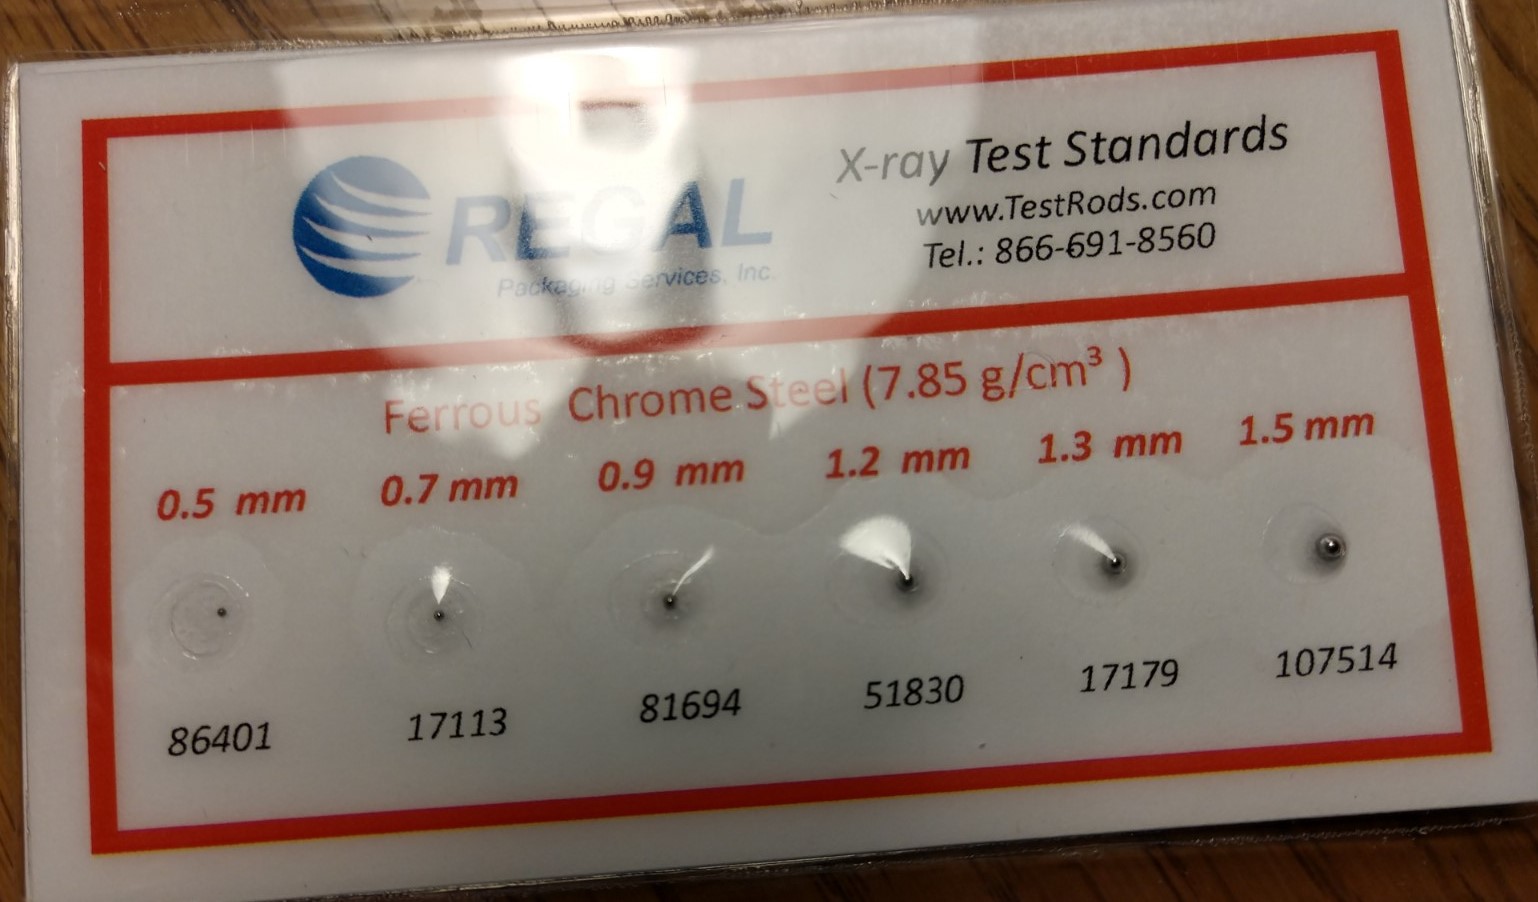 REGAL
Packaging Services, Inc.
X-ray Test Standards
www.TestRods.com
Tel.: 866-691-8560
Ferrous Chrome Steel (7.85 g/cm³ )
0.5 mm 0.7 mm 0.9 mm 1.2 mm 1.3 mm 1.5 mm
86401 17113 81694 51830 17179 107514